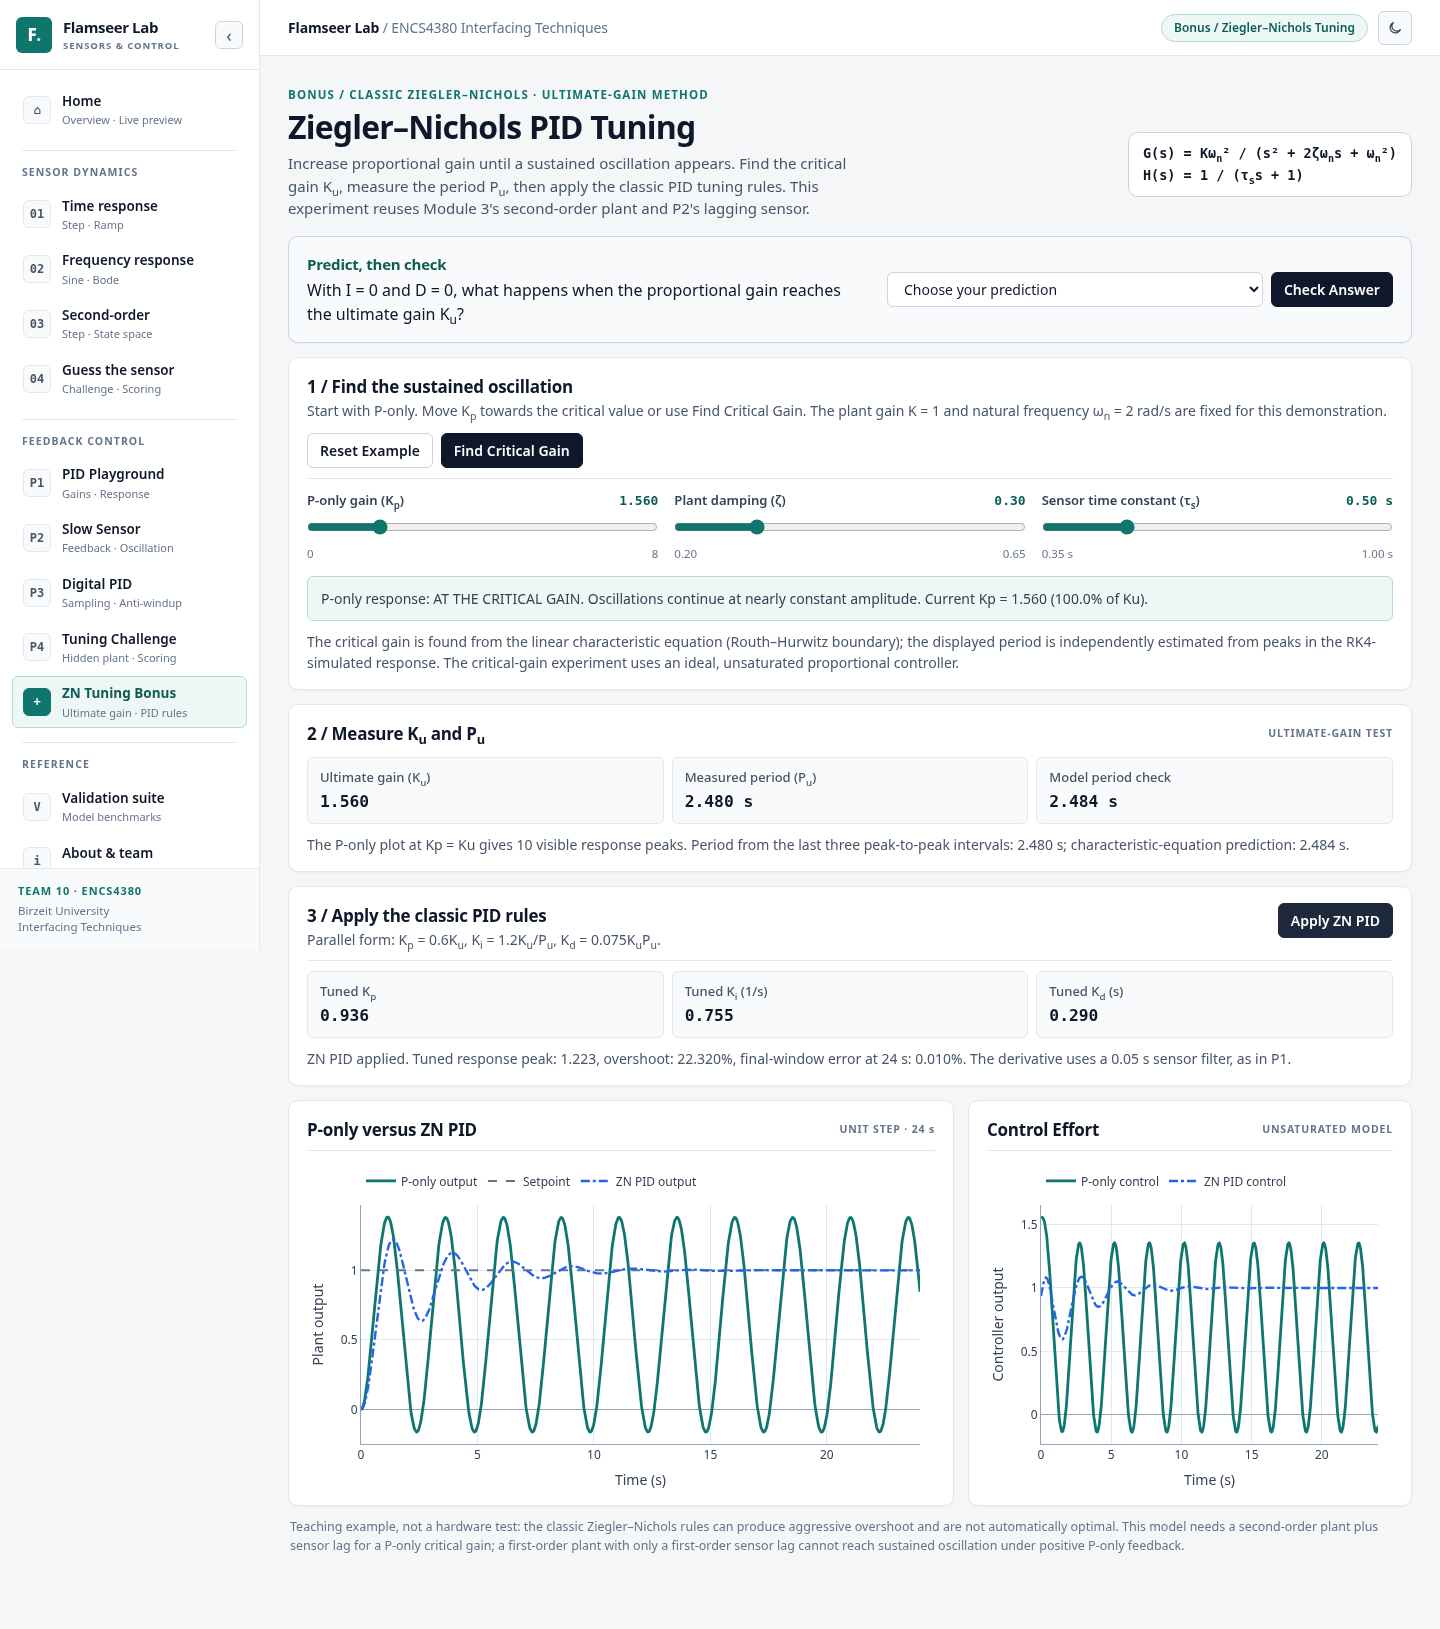 F.
Flamseer Lab
SENSORS & CONTROL
‹
⌂
Home
Overview · Live preview
SENSOR DYNAMICS
01
Time response
Step · Ramp
02
Frequency response
Sine · Bode
03
Second-order
Step · State space
04
Guess the sensor
Challenge · Scoring
FEEDBACK CONTROL
P1
PID Playground
Gains · Response
P2
Slow Sensor
Feedback · Oscillation
P3
Digital PID
Sampling · Anti-windup
P4
Tuning Challenge
Hidden plant · Scoring
+
ZN Tuning Bonus
Ultimate gain · PID rules
REFERENCE
V
Validation suite
Model benchmarks
i
About & team
TEAM 10 · ENCS4380
Birzeit University
Interfacing Techniques
Flamseer Lab / ENCS4380 Interfacing Techniques
Bonus / Ziegler–Nichols Tuning
BONUS / CLASSIC ZIEGLER–NICHOLS · ULTIMATE-GAIN METHOD
Ziegler–Nichols PID Tuning
Increase proportional gain until a sustained oscillation appears. Find the critical
gain Ku, measure the period Pu, then apply the classic PID tuning rules. This
experiment reuses Module 3's second-order plant and P2's lagging sensor.
G(s) = Kωn² / (s² + 2ζωns + ωn²)
H(s) = 1 / (τss + 1)
Predict, then check
With I = 0 and D = 0, what happens when the proportional gain reaches
the ultimate gain Ku?
Choose your prediction
Check Answer
1 / Find the sustained oscillation
Start with P-only. Move Kp towards the critical value or use Find Critical Gain. The plant gain K = 1 and natural frequency ωn = 2 rad/s are fixed for this demonstration.
Reset Example
Find Critical Gain
P-only gain (Kp) 1.560
0 8
Plant damping (ζ) 0.30
0.20 0.65
Sensor time constant (τs) 0.50 s
0.35 s 1.00 s
P-only response: AT THE CRITICAL GAIN. Oscillations continue at nearly constant amplitude. Current Kp = 1.560 (100.0% of Ku).
The critical gain is found from the linear characteristic equation (Routh–Hurwitz boundary); the displayed period is independently estimated from peaks in the RK4-
simulated response. The critical-gain experiment uses an ideal, unsaturated proportional controller.
2 / Measure Ku and Pu
ULTIMATE-GAIN TEST
Ultimate gain (Ku)
1.560
Measured period (Pu)
2.480 s
Model period check
2.484 s
The P-only plot at Kp = Ku gives 10 visible response peaks. Period from the last three peak-to-peak intervals: 2.480 s; characteristic-equation prediction: 2.484 s.
3 / Apply the classic PID rules
Parallel form: Kp = 0.6Ku, Ki = 1.2Ku/Pu, Kd = 0.075KuPu.
Apply ZN PID
Tuned Kp
0.936
Tuned Ki (1/s)
0.755
Tuned Kd (s)
0.290
ZN PID applied. Tuned response peak: 1.223, overshoot: 22.320%, final-window error at 24 s: 0.010%. The derivative uses a 0.05 s sensor filter, as in P1.
P-only versus ZN PID
UNIT STEP · 24 s
P-only output Setpoint ZN PID output
Plant output
1
0.5
0
0 5 10 15 20
Time (s)
Control Effort
UNSATURATED MODEL
P-only control ZN PID control
Controller output
1.5
1
0.5
0
0 5 10 15 20
Time (s)
Teaching example, not a hardware test: the classic Ziegler–Nichols rules can produce aggressive overshoot and are not automatically optimal. This model needs a second-order plant plus
sensor lag for a P-only critical gain; a first-order plant with only a first-order sensor lag cannot reach sustained oscillation under positive P-only feedback.